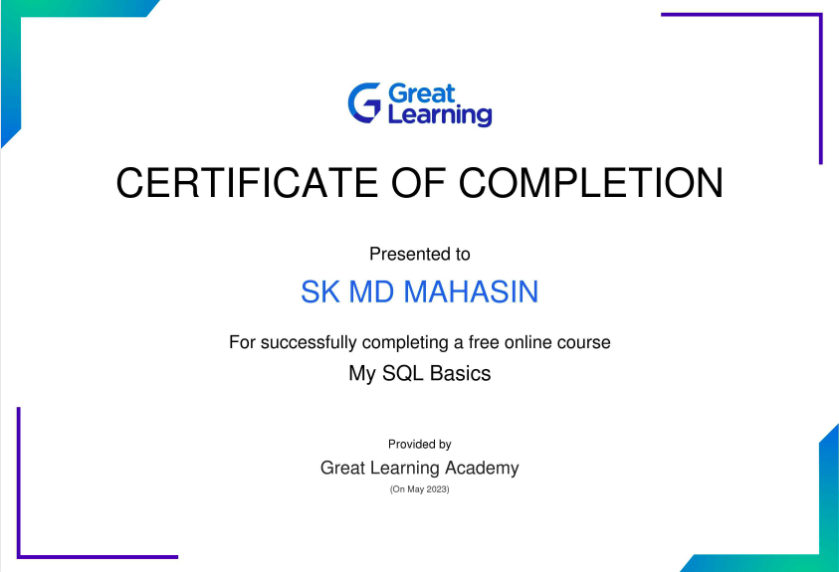 Great
Learning
CERTIFICATE OF COMPLETION
Presented to
SK MD MAHASIN
For successfully completing a free online course
My SQL Basics
Provided by
Great Learning Academy
(On May 2023)